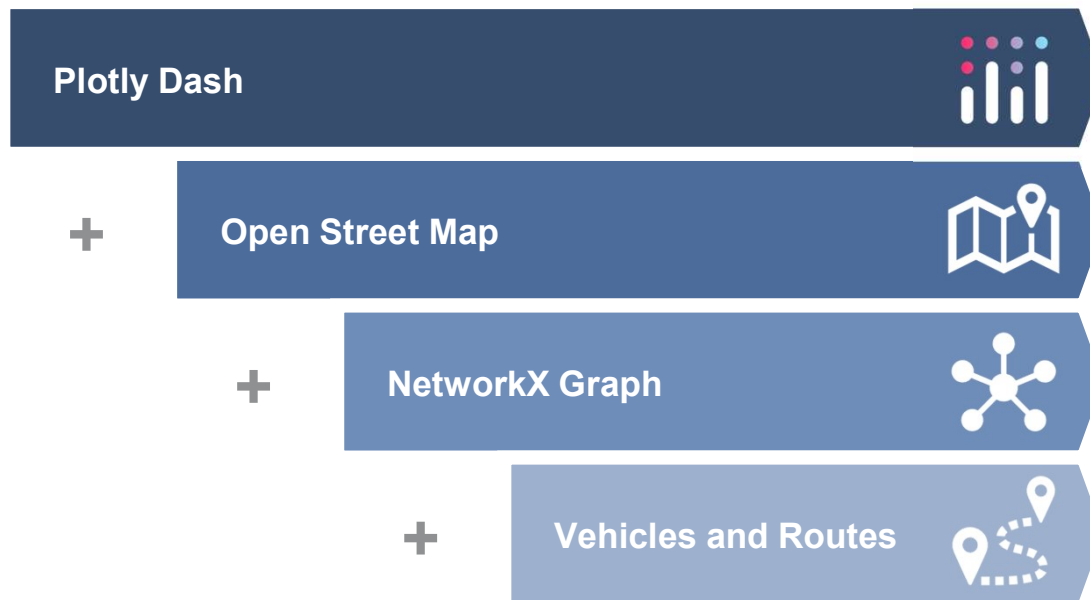 Plotly Dash
+
Open Street Map
+
NetworkX Graph
+
Vehicles and Routes